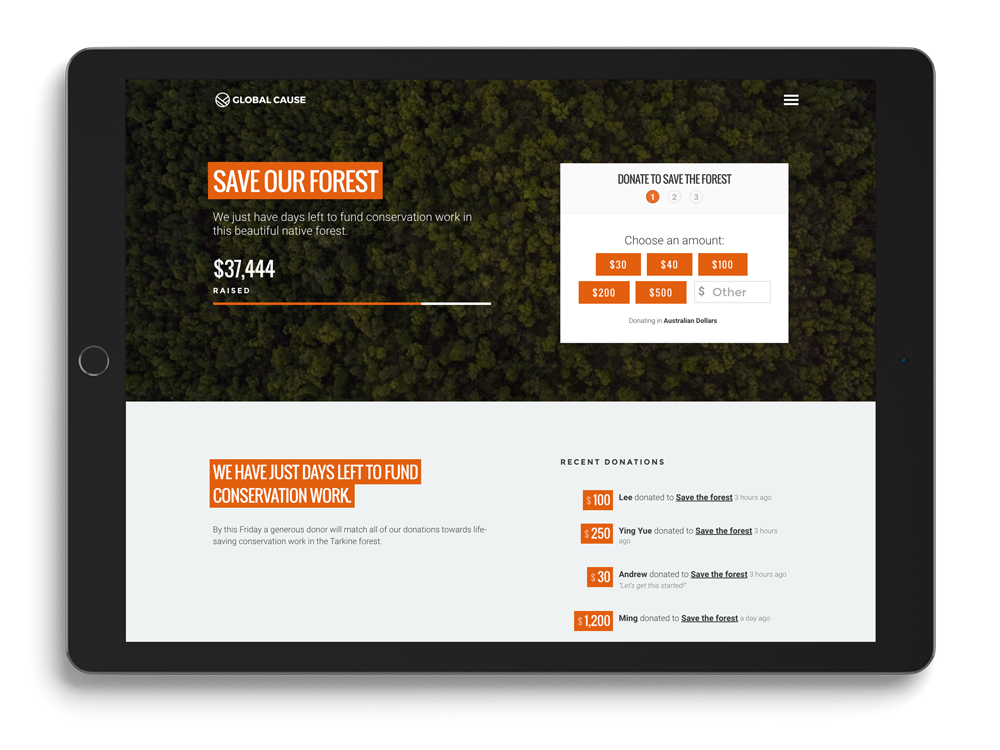 GLOBAL CAUSE
SAVE OUR FOREST
We just have days left to fund conservation work in
this beautiful native forest.
$37,444
RAISED
DONATE TO SAVE THE FOREST
1 2 3
Choose an amount:
$30 $40 $100
$200 $500 $ Other
Donating in Australian Dollars
WE HAVE JUST DAYS LEFT TO FUND
CONSERVATION WORK.
By this Friday a generous donor will match all of our donations towards life-
saving conservation work in the Tarkine forest.
RECENT DONATIONS
$100 Lee donated to Save the forest 3 hours ago
$250 Ying Yue donated to Save the forest 3 hours
ago
$30 Andrew donated to Save the forest 3 hours ago
"Let's get this started!"
$1,200 Ming donated to Save the forest a day ago